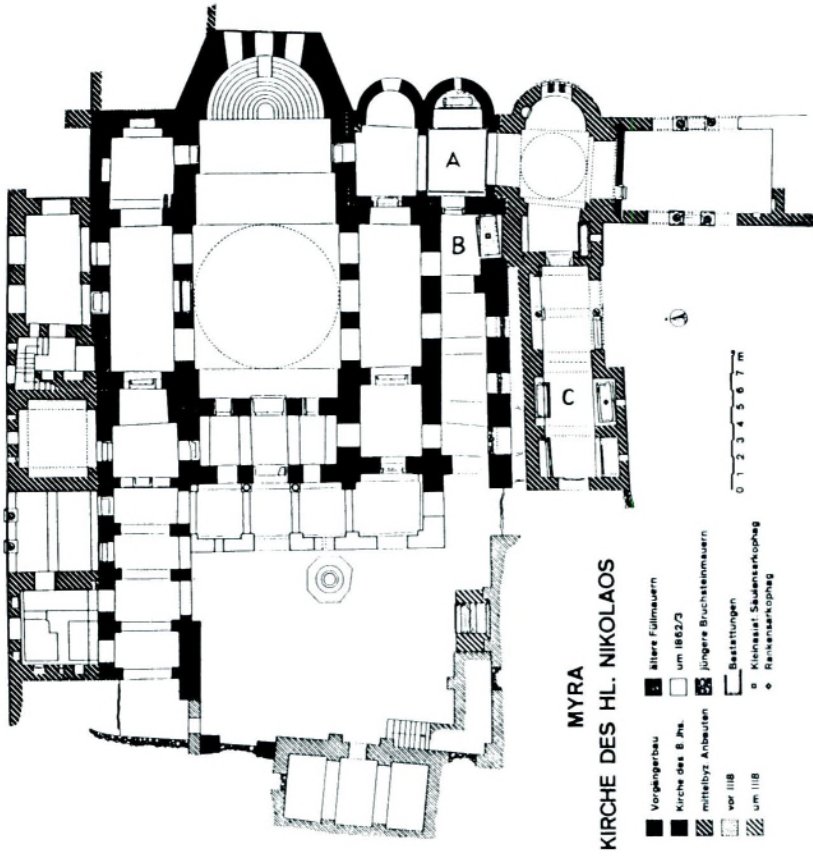 A
B
C
0 1 2 3 4 5 6 7 m
MYRA
KIRCHE DES HL. NIKOLAOS
Vorgängerbau
Kirche des 8. Jhs.
mittelbyz. Anbauten
vor 1118
um 1118
ältere Füllmauern
um 1862/3
jüngere Bruchsteinmauern
Bestattungen
Kleinasiat. Säulensarkophag
Rankensarkophag